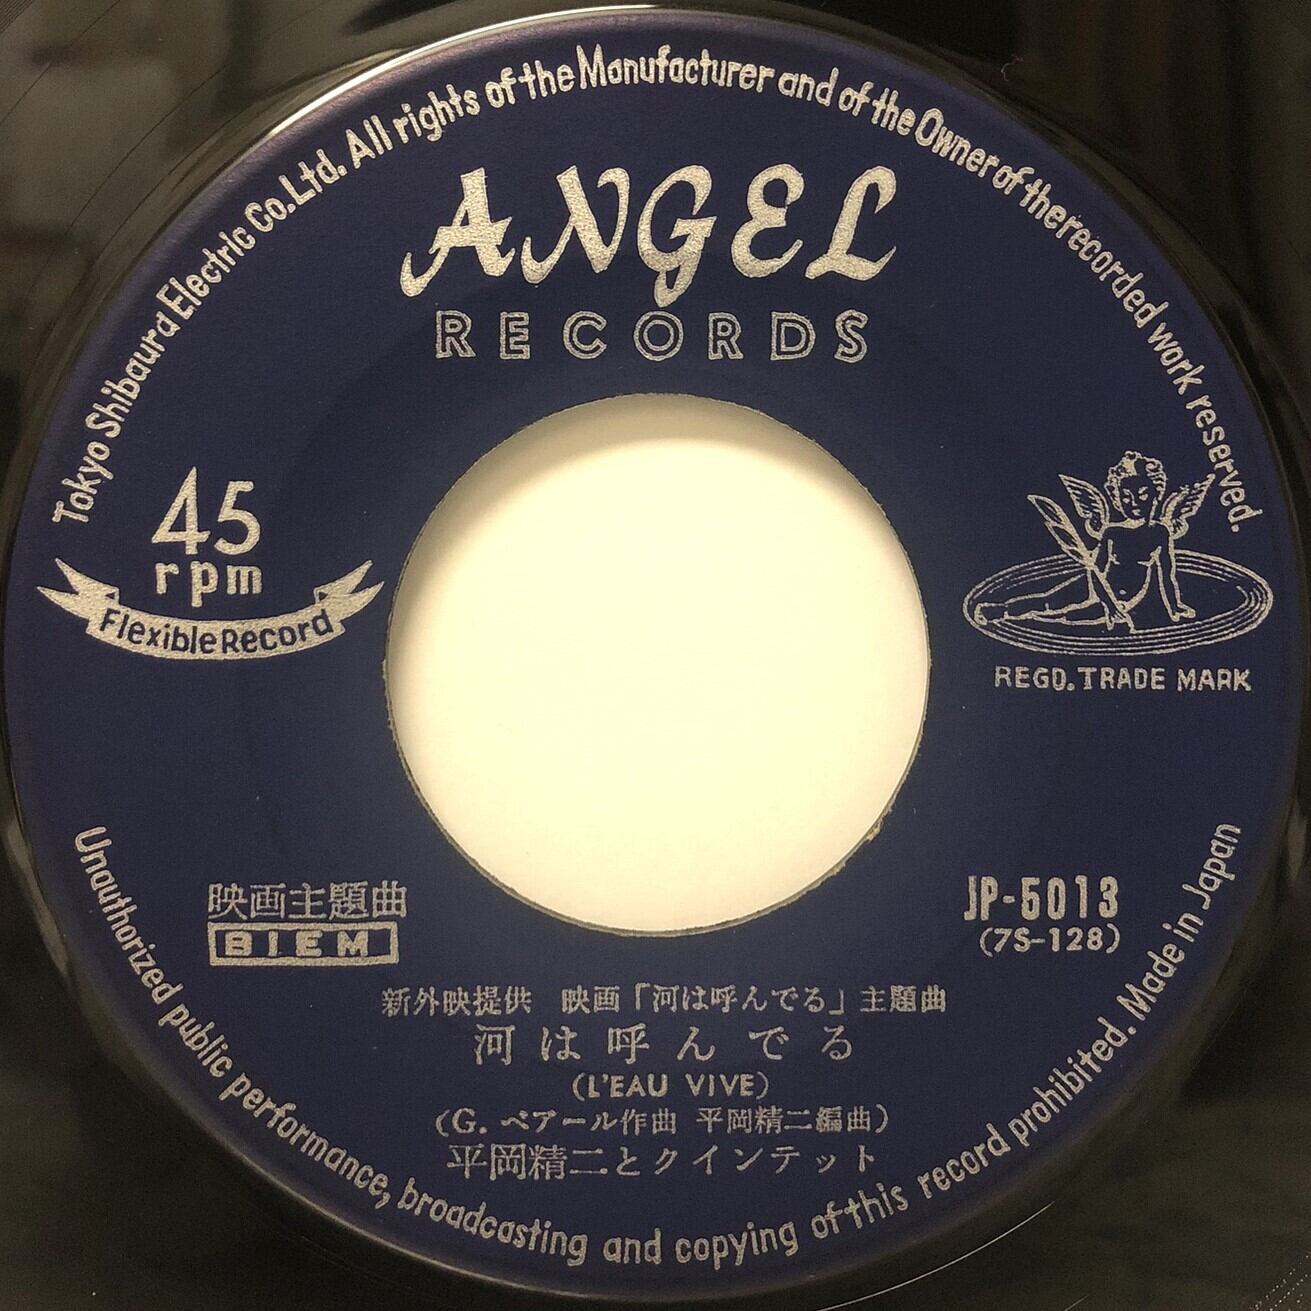 Tokyo Shibaura Electric Co.Ltd. All rights of the Manufacturer and of the Owner of the recorded work reserved.
ANGEL
RECORDS
45
rpm
Flexible Record
REGD. TRADE MARK
映画主題曲
BIEM
JP-5013
(7S-128)
新外映提供 映画「河は呼んでる」主題曲
河は呼んでる
(L'EAU VIVE)
(G. ベアール作曲 平岡精二編曲)
平岡精二とクインテット
Unauthorized public performance, broadcasting and copying of this record prohibited. Made in Japan